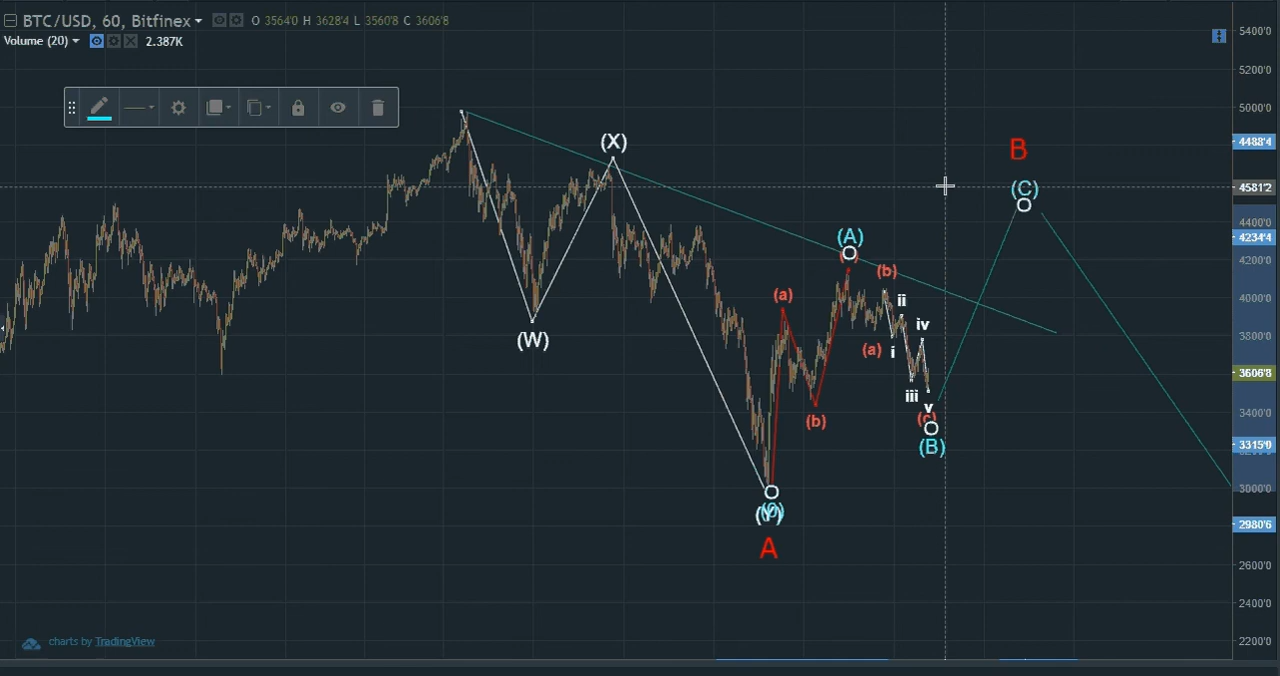 BTC/USD, 60, Bitfinex O 3564'0 H 3628'4 L 3560'8 C 3606'8
Volume (20) 2.387K
5400'0
5200'0
5000'0
4488'4
4581'2
4400'0
4234'4
4200'0
4000'0
3800'0
3606'8
3400'0
3315'0
3000'0
2980'6
2600'0
2400'0
2200'0
(X)
B
(C)
(A)
(b)
(a)
ii
iv
(W)
(a)
i
iii
v
(b)
(c)
(B)
(Y)
A
charts by TradingView